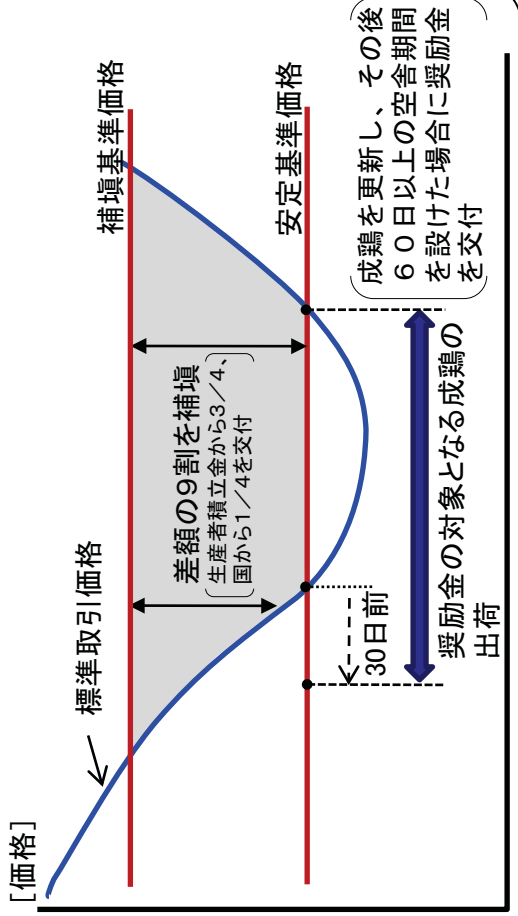 [価格]
標準取引価格
補塡基準価格
差額の9割を補塡
生産者積立金から3/4、
国から1/4を交付
安定基準価格
30日前
奨励金の対象となる成鶏の
出荷
成鶏を更新し、その後
６０日以上の空舎期間
を設けた場合に奨励金
を交付